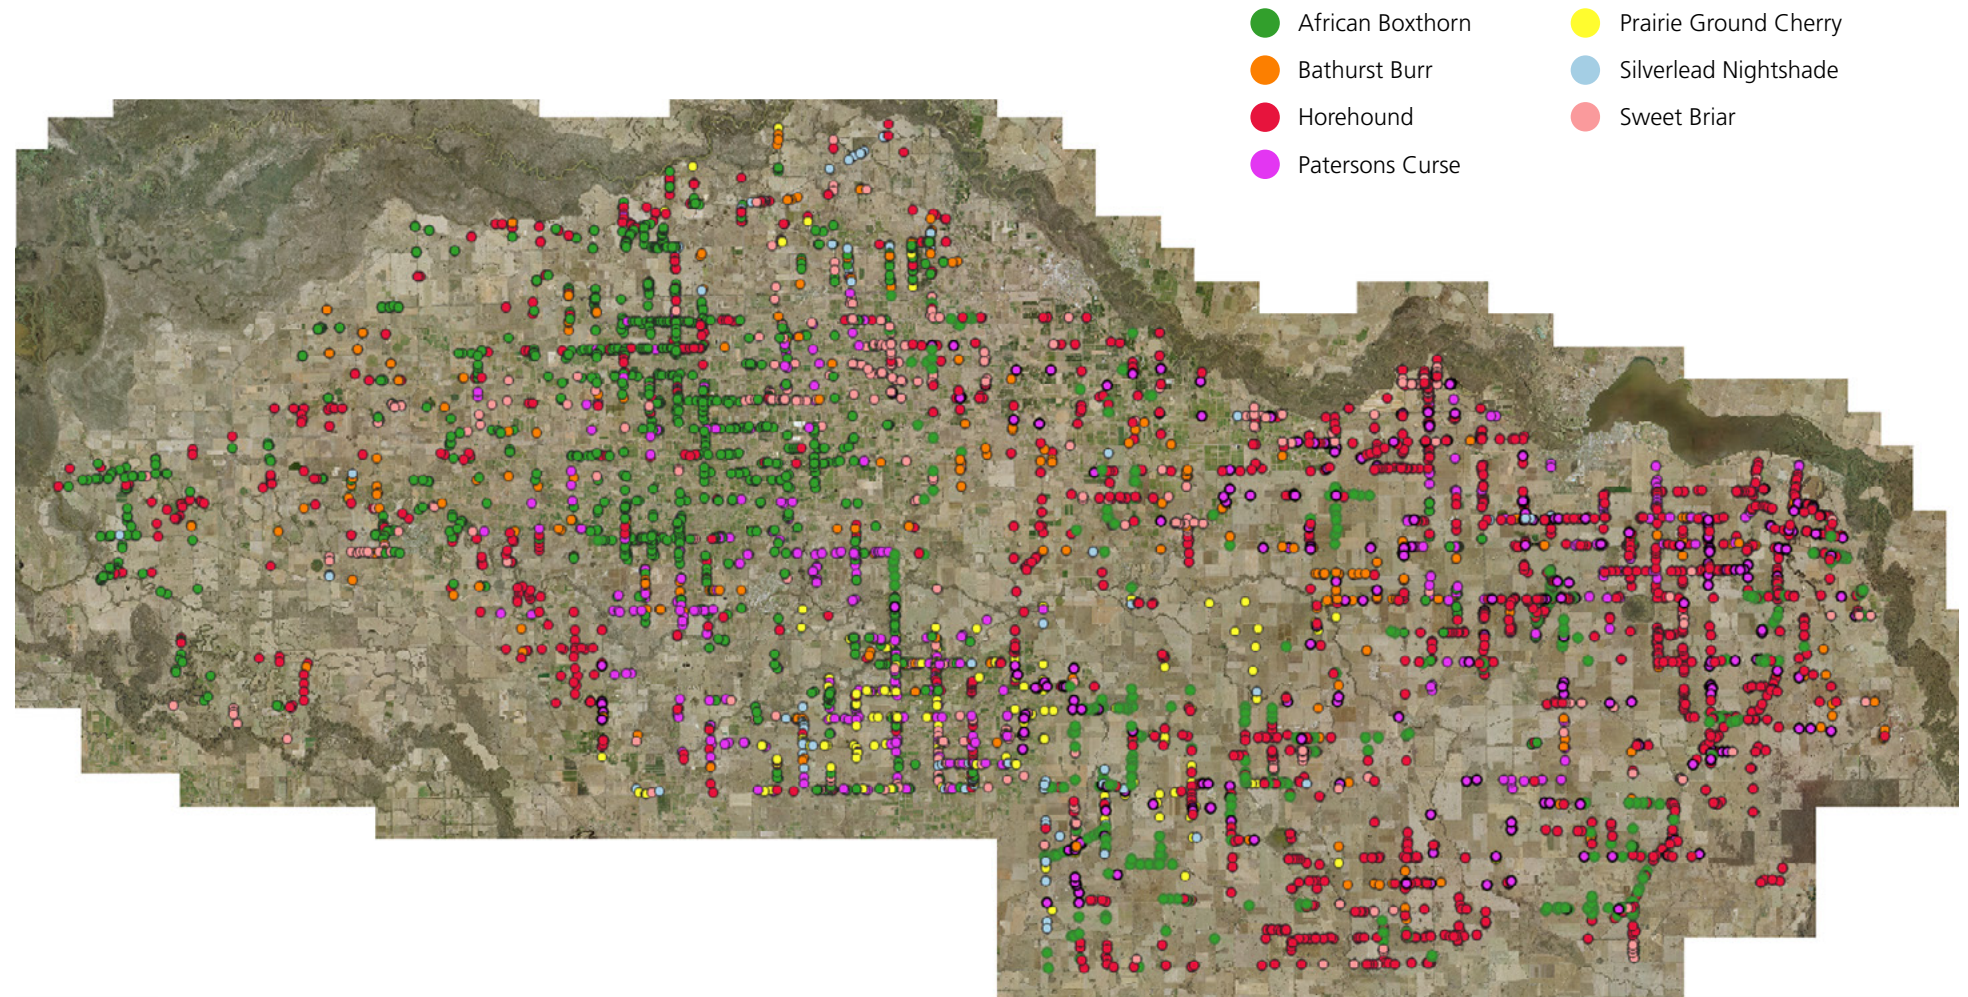 African Boxthorn
Bathurst Burr
Horehound
Patersons Curse
Prairie Ground Cherry
Silverlead Nightshade
Sweet Briar